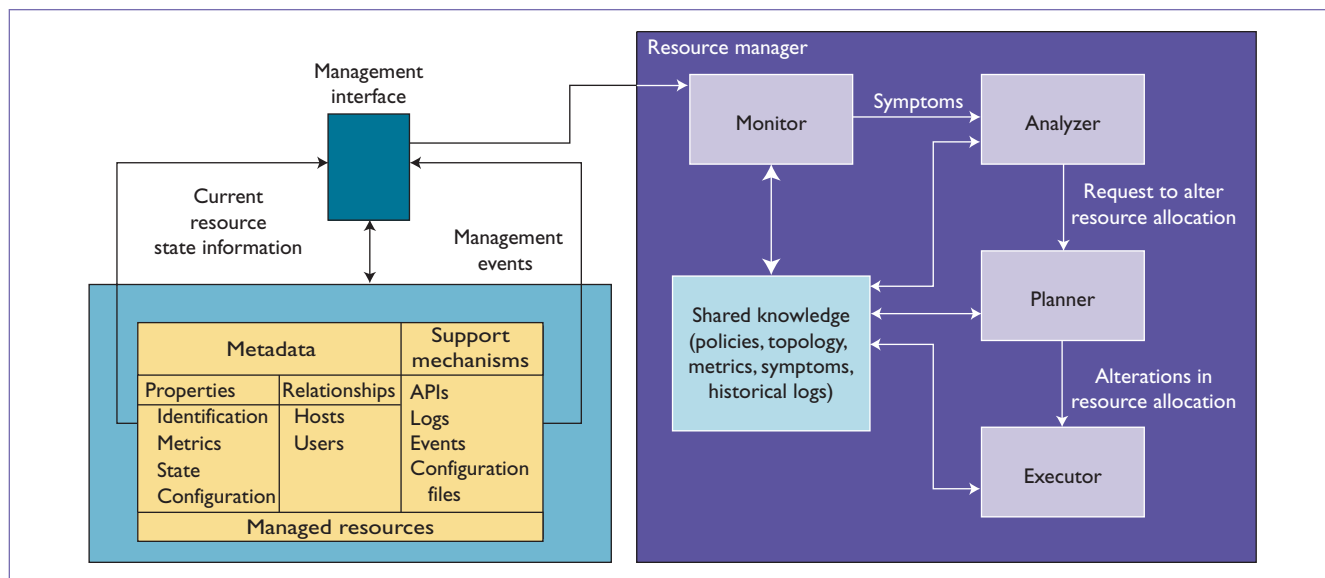 Management
interface
Current
resource
state information
Management
events
Metadata
Support
mechanisms
Properties
Relationships
Identification
Metrics
State
Configuration
Hosts
Users
APIs
Logs
Events
Configuration
files
Managed resources
Resource manager
Monitor
Symptoms
Analyzer
Request to alter
resource allocation
Shared knowledge
(policies, topology,
metrics, symptoms,
historical logs)
Planner
Alterations in
resource allocation
Executor